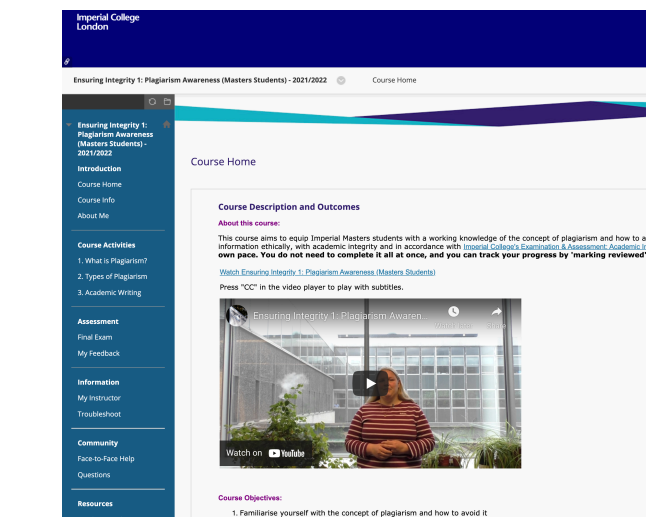 Imperial College
London
Ensuring Integrity 1: Plagiarism Awareness (Masters Students) - 2021/2022
Course Home
Ensuring Integrity 1:
Plagiarism Awareness
(Masters Students) -
2021/2022
Introduction
Course Home
Course Info
About Me
Course Activities
1. What is Plagiarism?
2. Types of Plagiarism
3. Academic Writing
Assessment
Final Exam
My Feedback
Information
My Instructor
Troubleshoot
Community
Face-to-Face Help
Questions
Resources
Course Home
Course Description and Outcomes
About this course:
This course aims to equip Imperial Masters students with a working knowledge of the concept of plagiarism and how to a
information ethically, with academic integrity and in accordance with Imperial College's Examination & Assessment: Academic In
own pace. You do not need to complete it all at once, and you can track your progress by 'marking reviewed'
Watch Ensuring Integrity 1: Plagiarism Awareness (Masters Students)
Press "CC" in the video player to play with subtitles.
Ensuring Integrity 1: Plagiarism Awaren...
Watch on YouTube
Course Objectives:
1. Familiarise yourself with the concept of plagiarism and how to avoid it